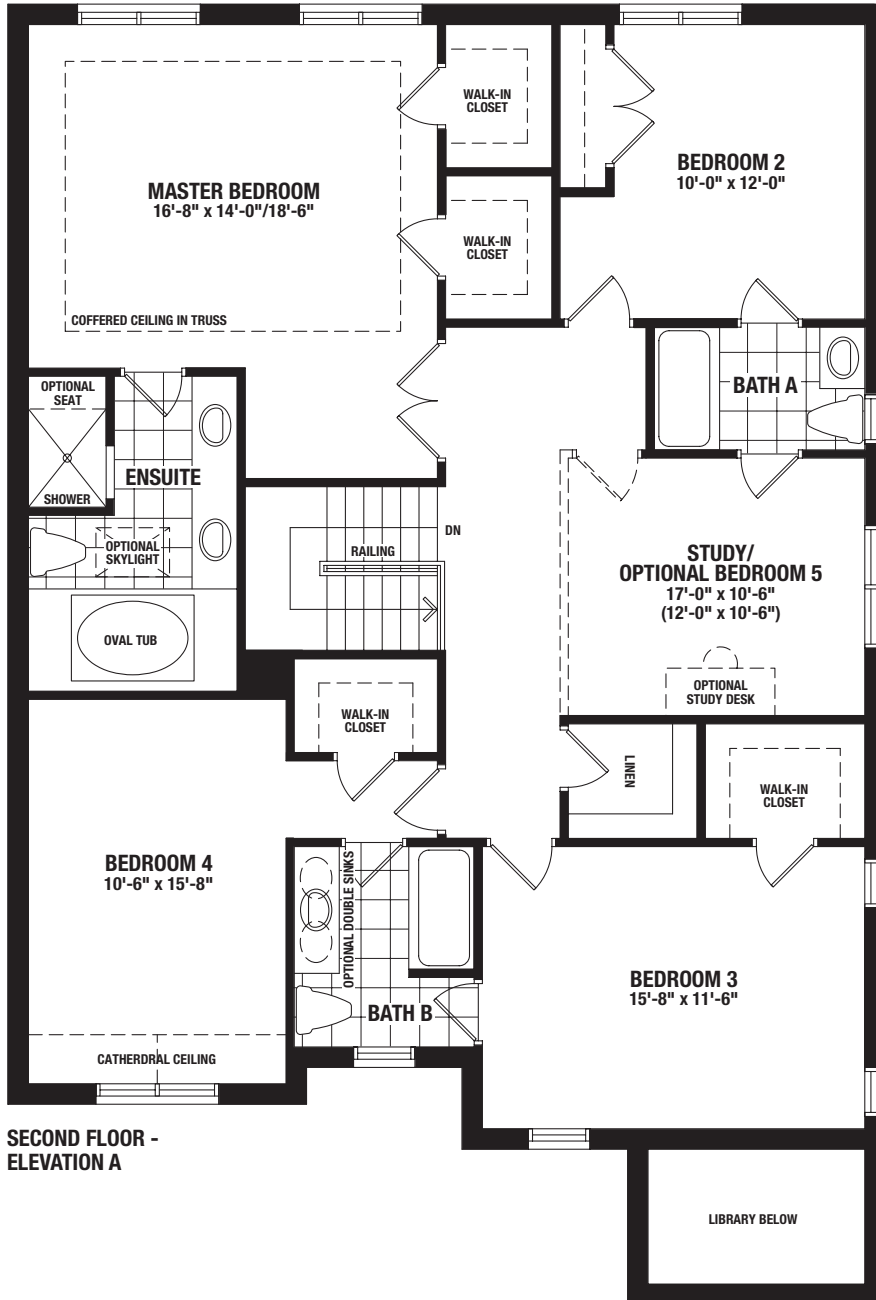 WALK-IN
CLOSET
BEDROOM 2
10'-0" x 12'-0"
MASTER BEDROOM
16'-8" x 14'-0"/18'-6"
WALK-IN
CLOSET
COFFERED CEILING IN TRUSS
OPTIONAL
SEAT
BATH A
ENSUITE
SHOWER
DN
RAILING
OPTIONAL
SKYLIGHT
STUDY/
OPTIONAL BEDROOM 5
17'-0" x 10'-6"
(12'-0" x 10'-6")
OVAL TUB
OPTIONAL
STUDY DESK
WALK-IN
CLOSET
LINEN
WALK-IN
CLOSET
BEDROOM 4
10'-6" x 15'-8"
OPTIONAL DOUBLE SINKS
BEDROOM 3
15'-8" x 11'-6"
BATH B
CATHERDRAL CEILING
SECOND FLOOR -
ELEVATION A
LIBRARY BELOW